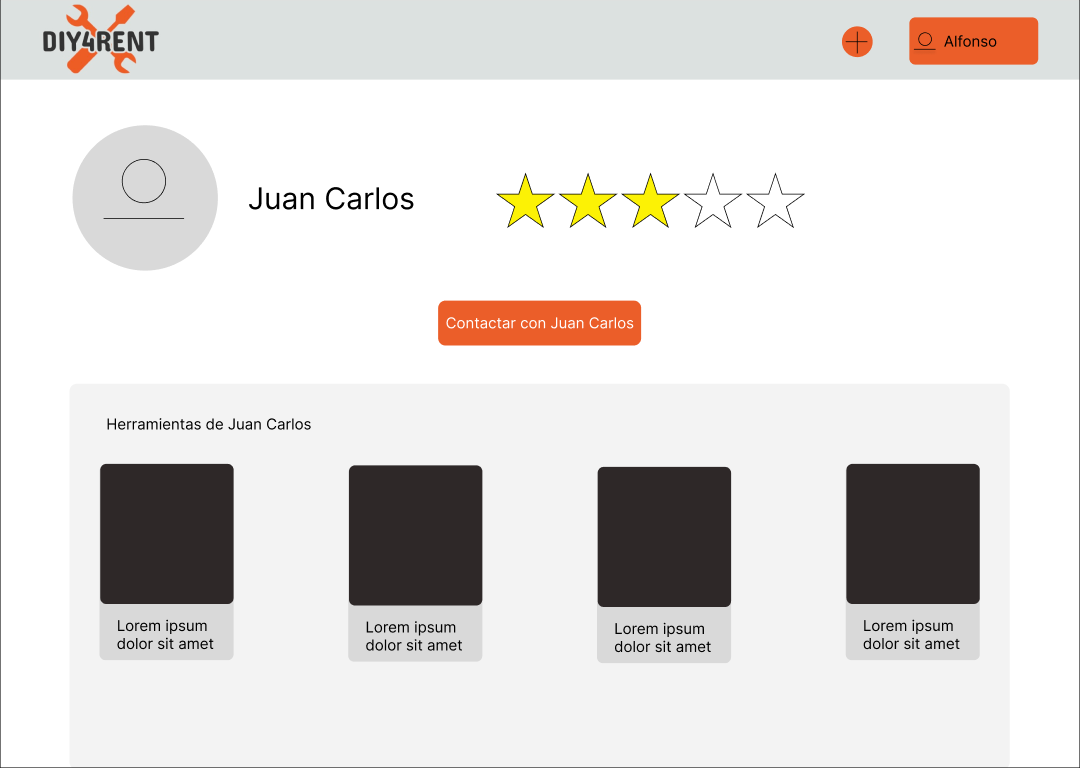 DIY4RENT
Alfonso
Juan Carlos
Contactar con Juan Carlos
Herramientas de Juan Carlos
Lorem ipsum
dolor sit amet
Lorem ipsum
dolor sit amet
Lorem ipsum
dolor sit amet
Lorem ipsum
dolor sit amet